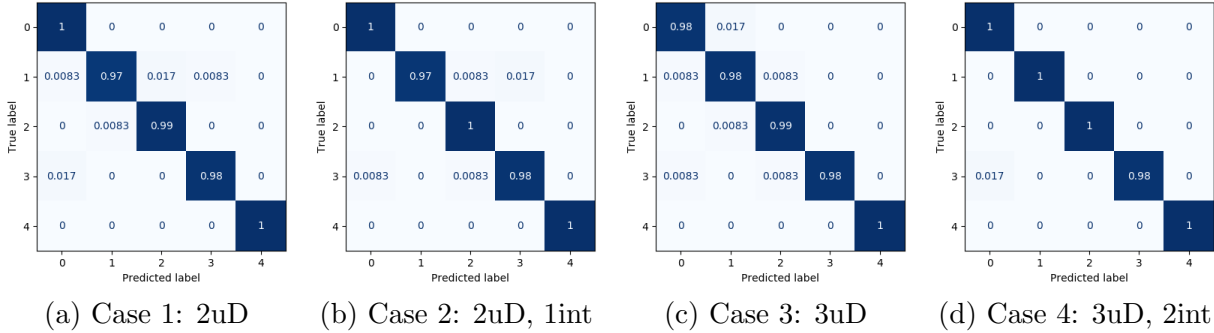 0 1 0 0 0 0
1 0.0083 0.97 0.017 0.0083 0
2 0 0.0083 0.99 0 0
3 0.017 0 0 0.98 0
4 0 0 0 0 1
0 1 2 3 4
True label
Predicted label
(a) Case 1: 2uD
0 1 0 0 0 0
1 0 0.97 0.0083 0.017 0
2 0 0 1 0 0
3 0.0083 0 0.0083 0.98 0
4 0 0 0 0 1
0 1 2 3 4
True label
Predicted label
(b) Case 2: 2uD, 1int
0 0.98 0.017 0 0 0
1 0.0083 0.98 0.0083 0 0
2 0 0.0083 0.99 0 0
3 0.0083 0 0.0083 0.98 0
4 0 0 0 0 1
0 1 2 3 4
True label
Predicted label
(c) Case 3: 3uD
0 1 0 0 0 0
1 0 1 0 0 0
2 0 0 1 0 0
3 0.017 0 0 0.98 0
4 0 0 0 0 1
0 1 2 3 4
True label
Predicted label
(d) Case 4: 3uD, 2int